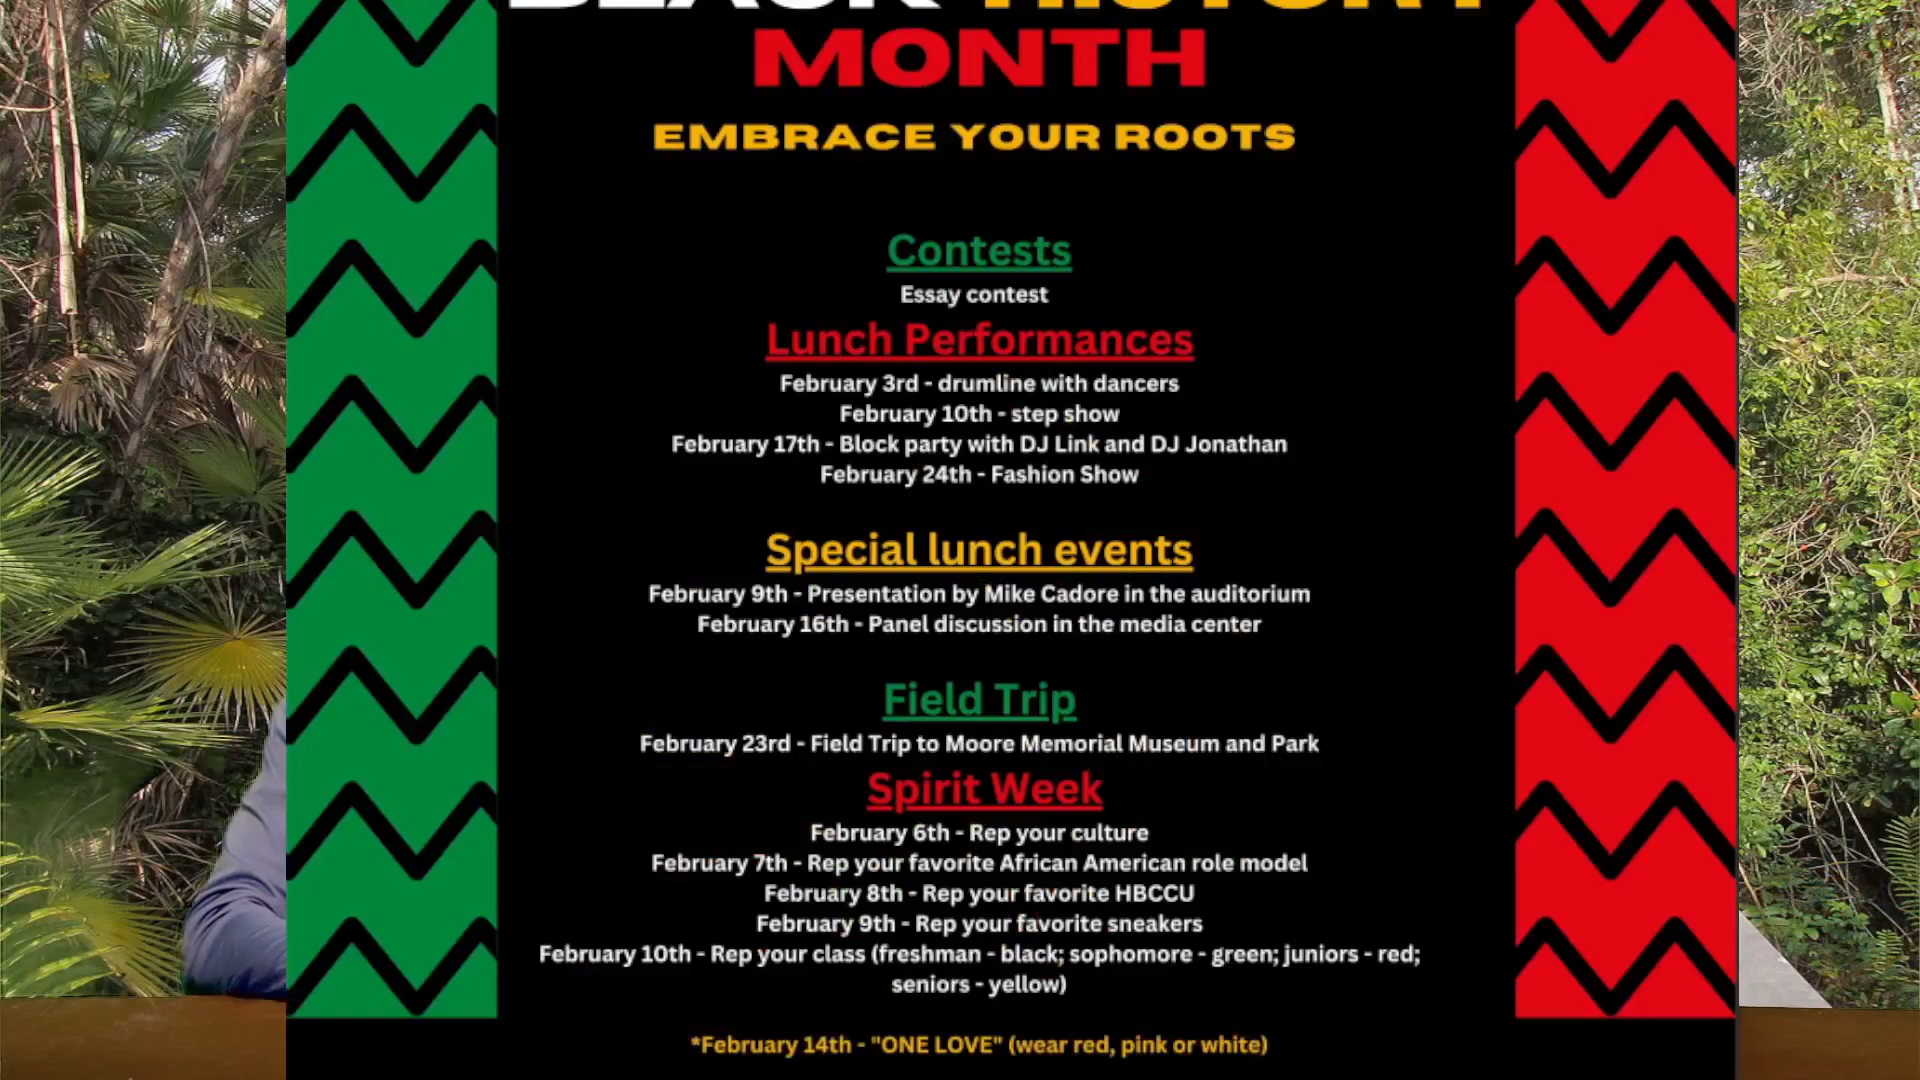 BLACK HISTORY
MONTH
EMBRACE YOUR ROOTS
Contests
Essay contest
Lunch Performances
February 3rd - drumline with dancers
February 10th - step show
February 17th - Block party with DJ Link and DJ Jonathan
February 24th - Fashion Show
Special lunch events
February 9th - Presentation by Mike Cadore in the auditorium
February 16th - Panel discussion in the media center
Field Trip
February 23rd - Field Trip to Moore Memorial Museum and Park
Spirit Week
February 6th - Rep your culture
February 7th - Rep your favorite African American role model
February 8th - Rep your favorite HBCCU
February 9th - Rep your favorite sneakers
February 10th - Rep your class (freshman - black; sophomore - green; juniors - red;
seniors - yellow)
*February 14th - "ONE LOVE" (wear red, pink or white)